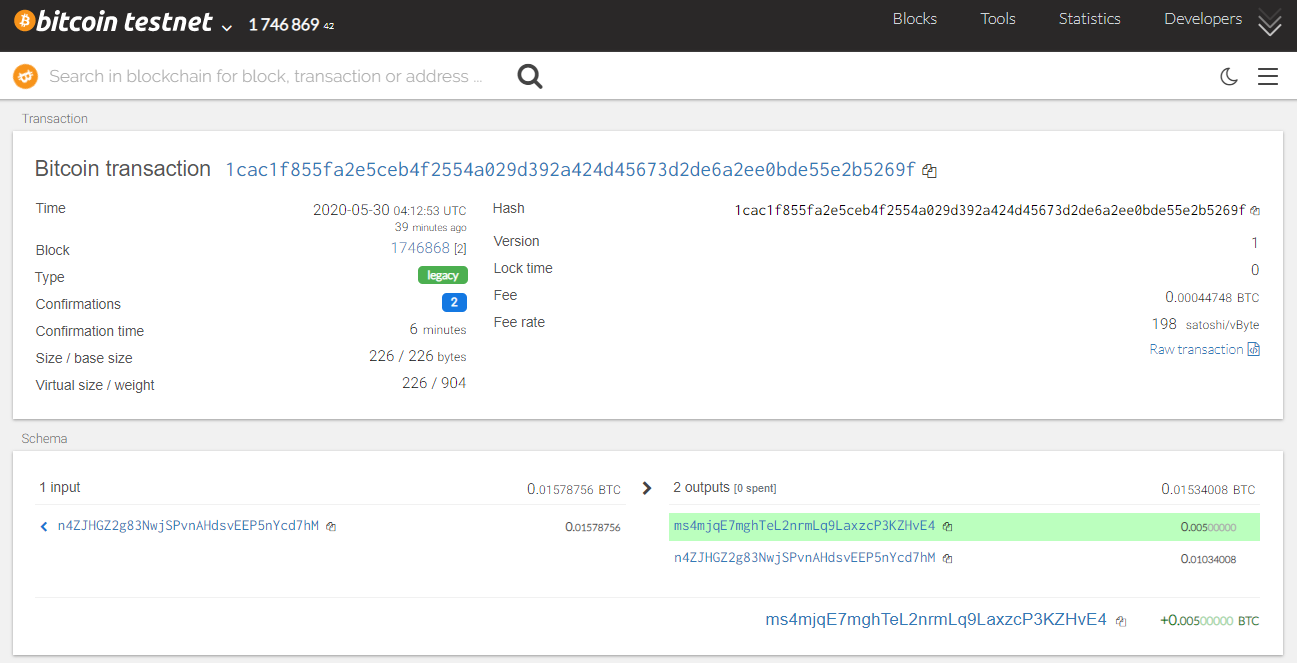 bitcoin testnet 1 746 869 42 Blocks Tools Statistics Developers
Search in blockchain for block, transaction or address ...
Transaction
Bitcoin transaction 1cac1f855fa2e5ceb4f2554a029d392a424d45673d2de6a2ee0bde55e2b5269f
Time 2020-05-30 04:12:53 UTC
39 minutes ago
Block 1746868 [2]
Type legacy
Confirmations 2
Confirmation time 6 minutes
Size / base size 226 / 226 bytes
Virtual size / weight 226 / 904
Hash 1cac1f855fa2e5ceb4f2554a029d392a424d45673d2de6a2ee0bde55e2b5269f
Version 1
Lock time 0
Fee 0.00044748 BTC
Fee rate 198 satoshi/vByte
Raw transaction
Schema
1 input 0.01578756 BTC
n4ZJHGZ2g83NwjSPvnAHdsvEEP5nYcd7hM 0.01578756
2 outputs [0 spent] 0.01534008 BTC
ms4mjqE7mghTeL2nrmLq9LaxzcP3KZHvE4 0.00500000
n4ZJHGZ2g83NwjSPvnAHdsvEEP5nYcd7hM 0.01034008
ms4mjqE7mghTeL2nrmLq9LaxzcP3KZHvE4 +0.00500000 BTC